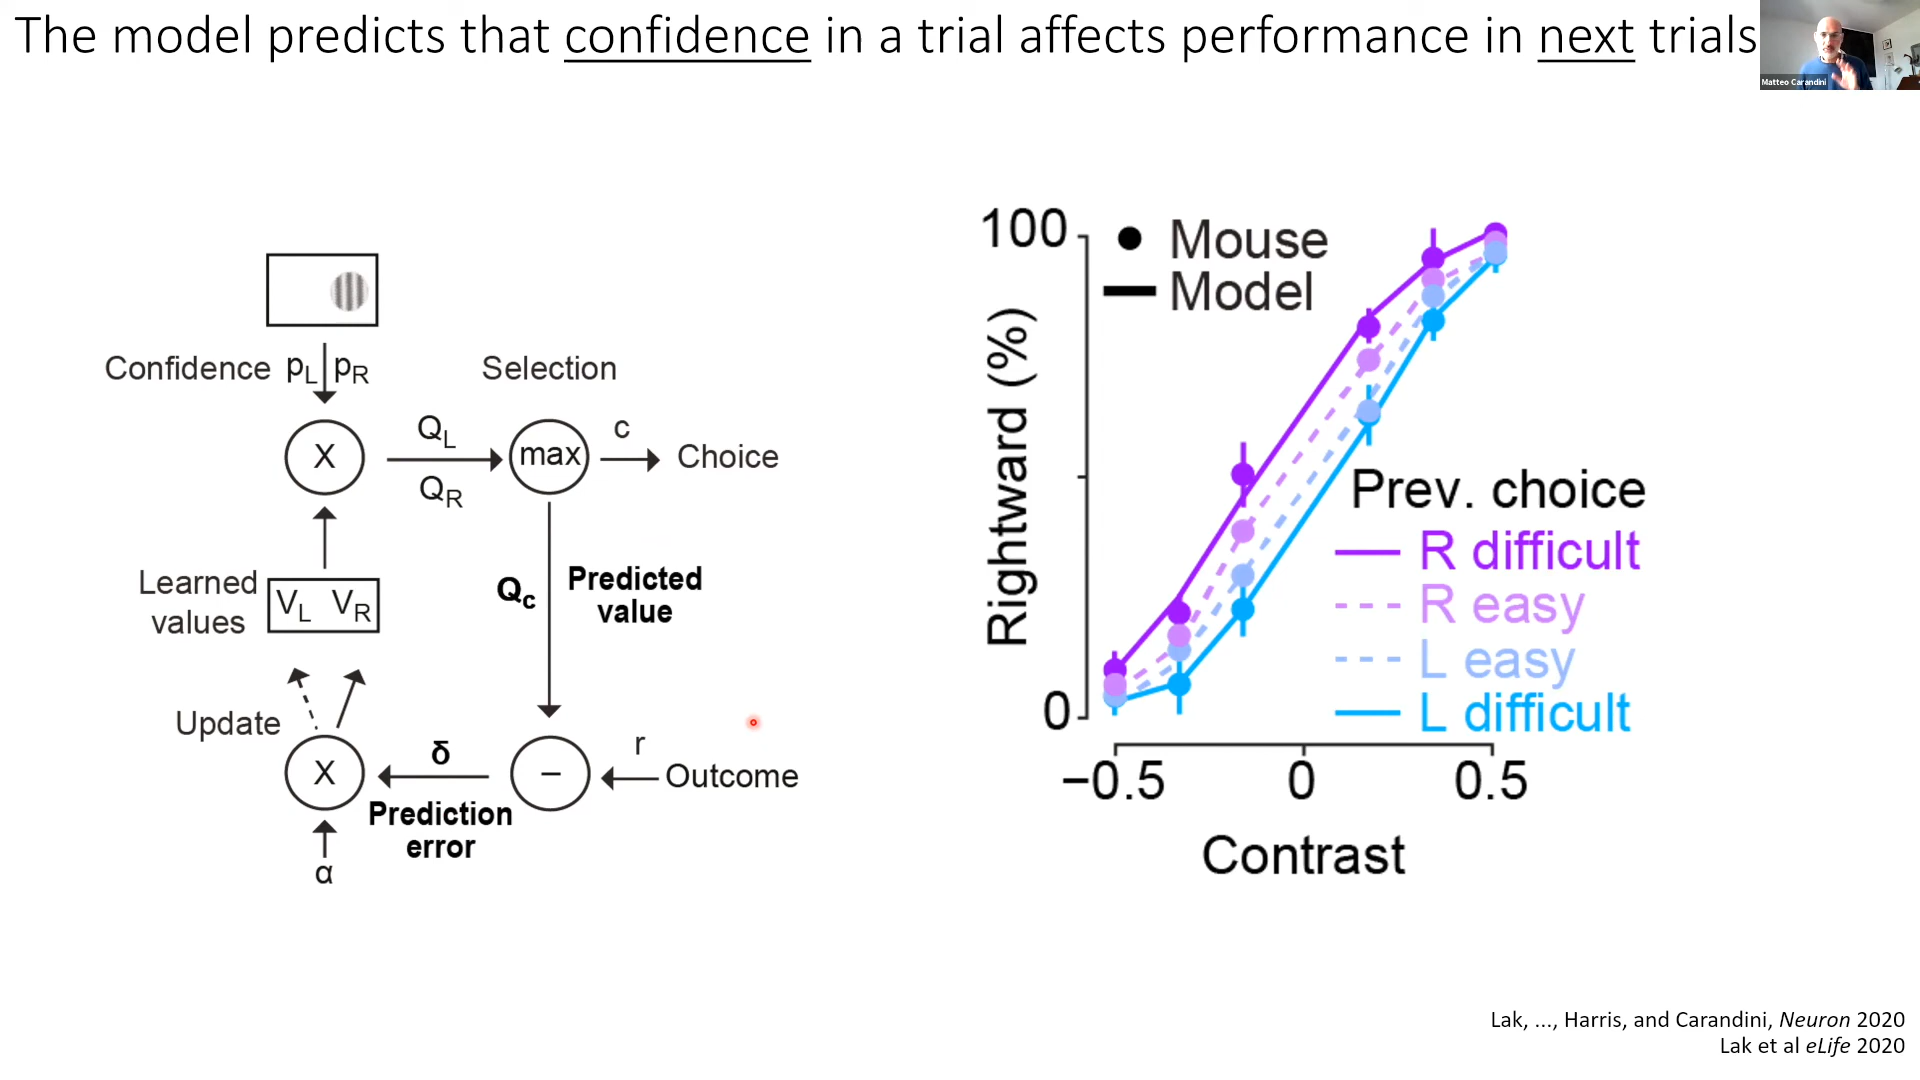 The model predicts that confidence in a trial affects performance in next trials
Matteo Carandini
Confidence pL pR
X
QL
QR
Selection
max
c
Choice
Learned
values
VL VR
Qc
Predicted
value
Update
X
δ
Prediction
error
α
−
r
Outcome
100
0
Rightward (%)
Mouse
Model
Prev. choice
R difficult
R easy
L easy
L difficult
−0.5 0 0.5
Contrast
Lak, ..., Harris, and Carandini, Neuron 2020
Lak et al eLife 2020